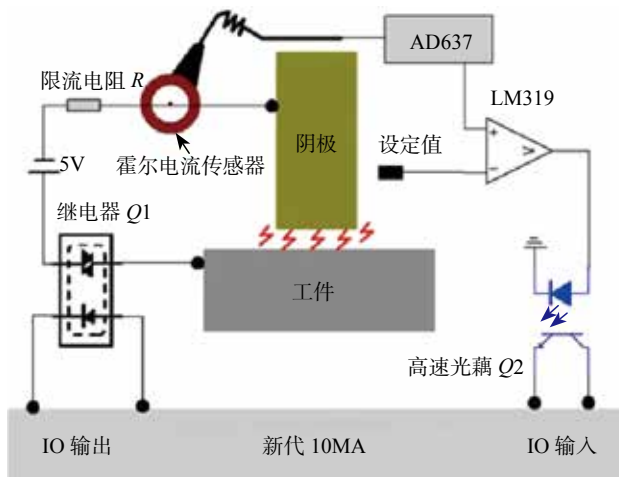 AD637
限流电阻 R
LM319
+
阴极
设定值
5V
霍尔电流传感器
−
V
继电器 Q1
工件
高速光藕 Q2
IO 输出
新代 10MA
IO 输入